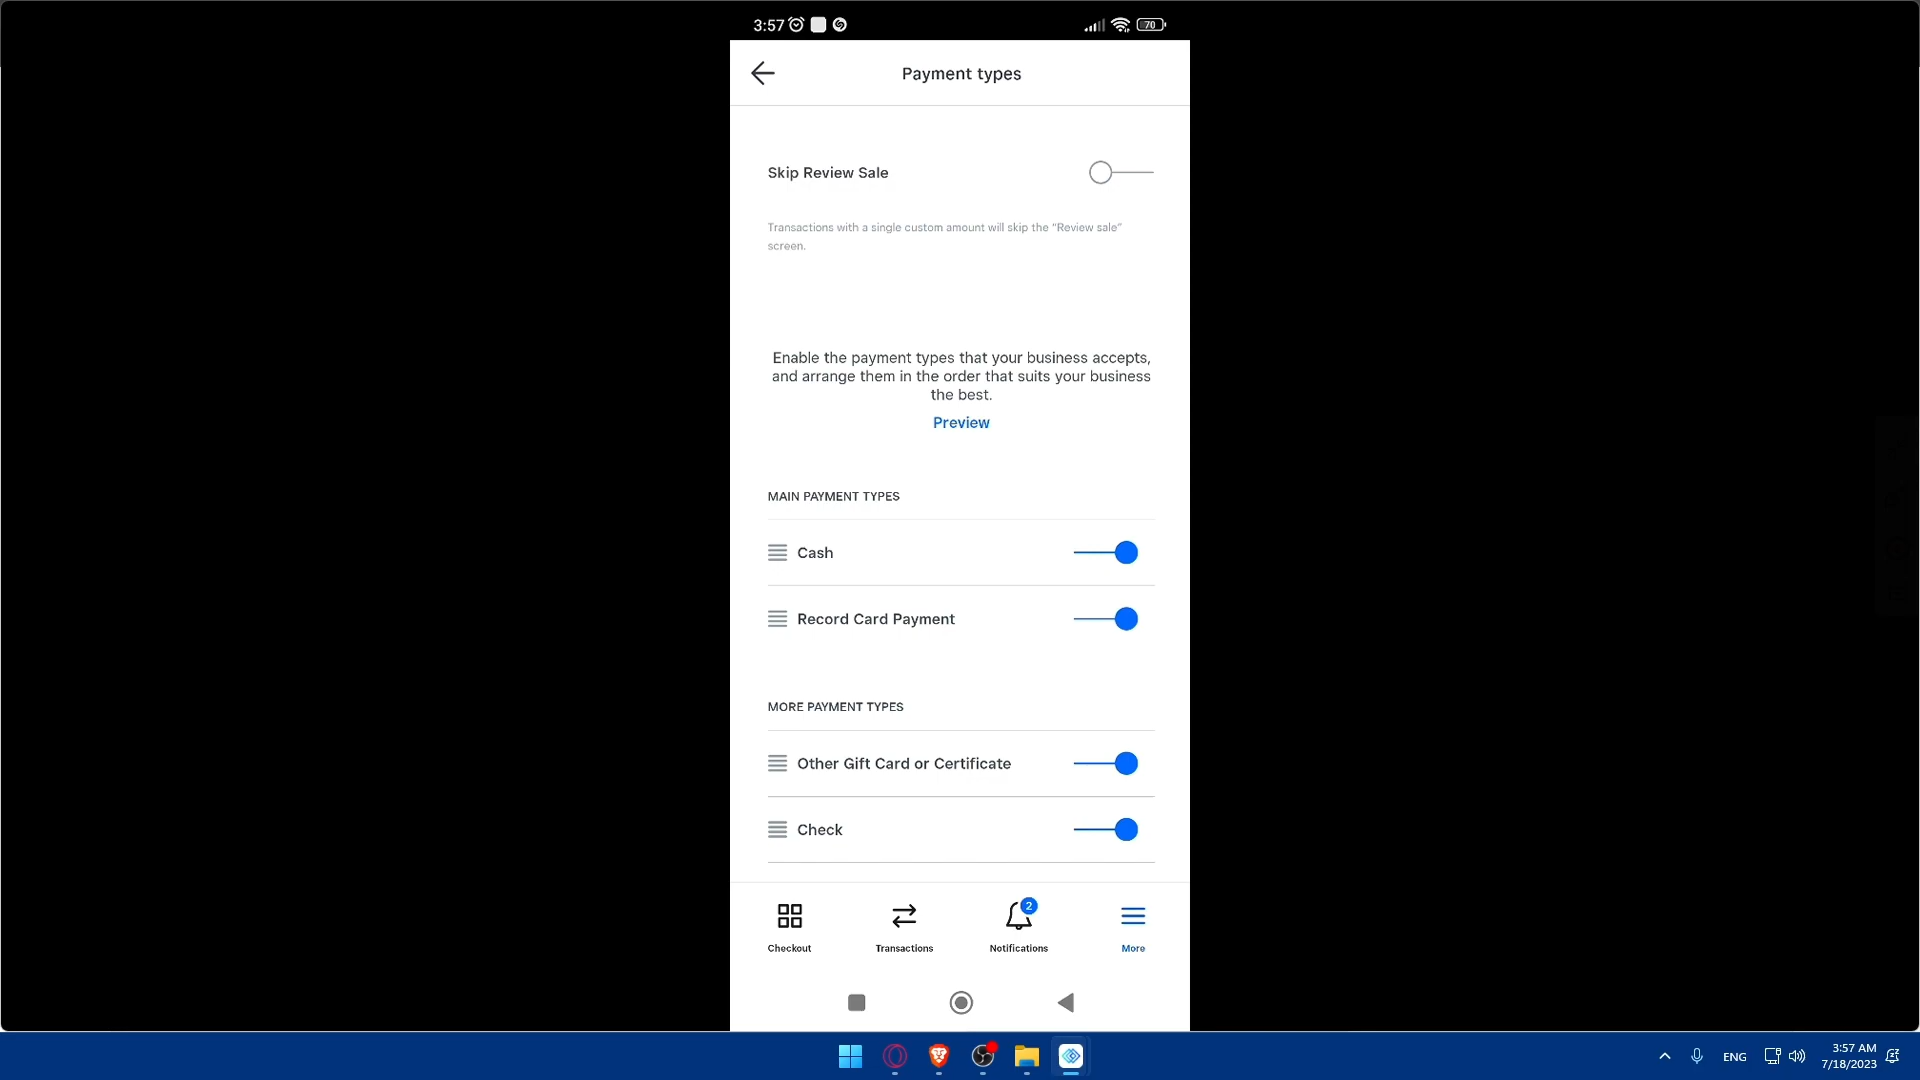 3:57
70
Payment types
Skip Review Sale
Transactions with a single custom amount will skip the "Review sale"
screen.
Enable the payment types that your business accepts,
and arrange them in the order that suits your business
the best.
Preview
MAIN PAYMENT TYPES
Cash
Record Card Payment
MORE PAYMENT TYPES
Other Gift Card or Certificate
Check
2
Checkout
Transactions
Notifications
More
ENG
3:57 AM
7/18/2023